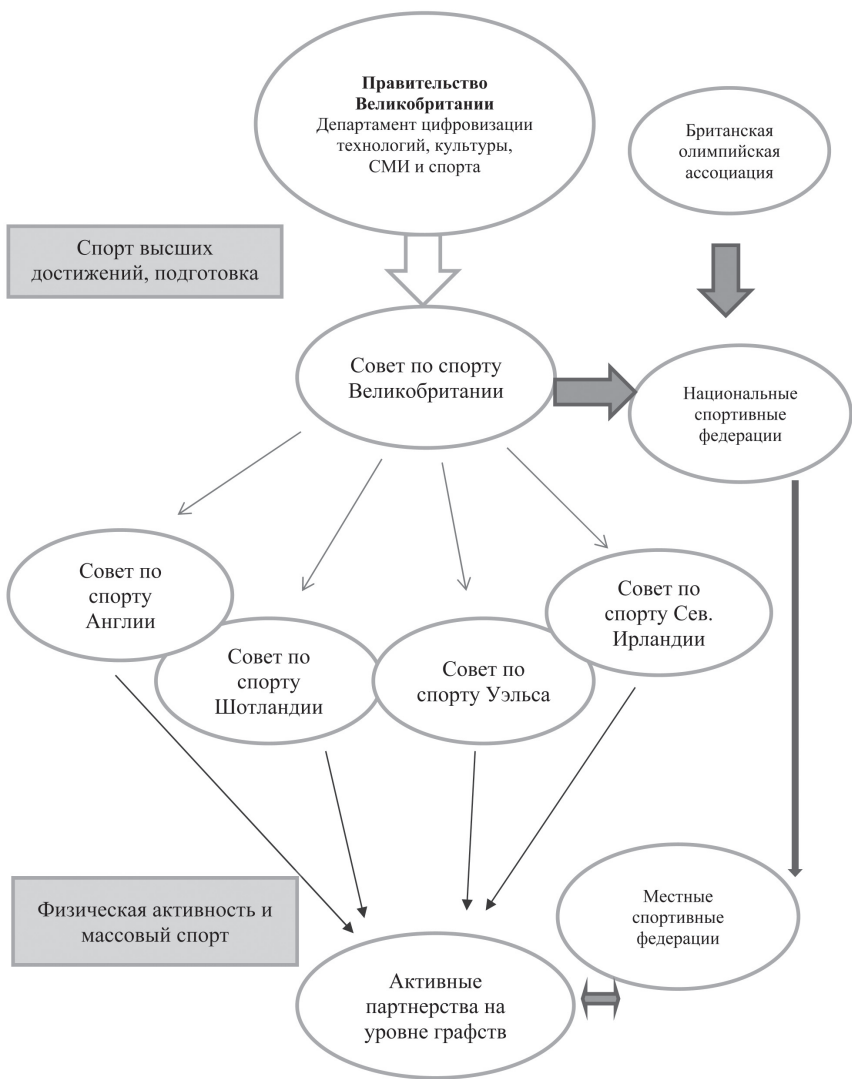 Правительство
Великобритании
Департамент цифровизации
технологий, культуры,
СМИ и спорта
Британская
олимпийская
ассоциация
Спорт высших
достижений, подготовка
Совет по спорту
Великобритании
Национальные
спортивные
федерации
Совет по
спорту
Англии
Совет по
спорту
Шотландии
Совет по
спорту Уэльса
Совет по
спорту Сев.
Ирландии
Физическая активность и
массовый спорт
Местные
спортивные
федерации
Активные
партнерства на
уровне графств